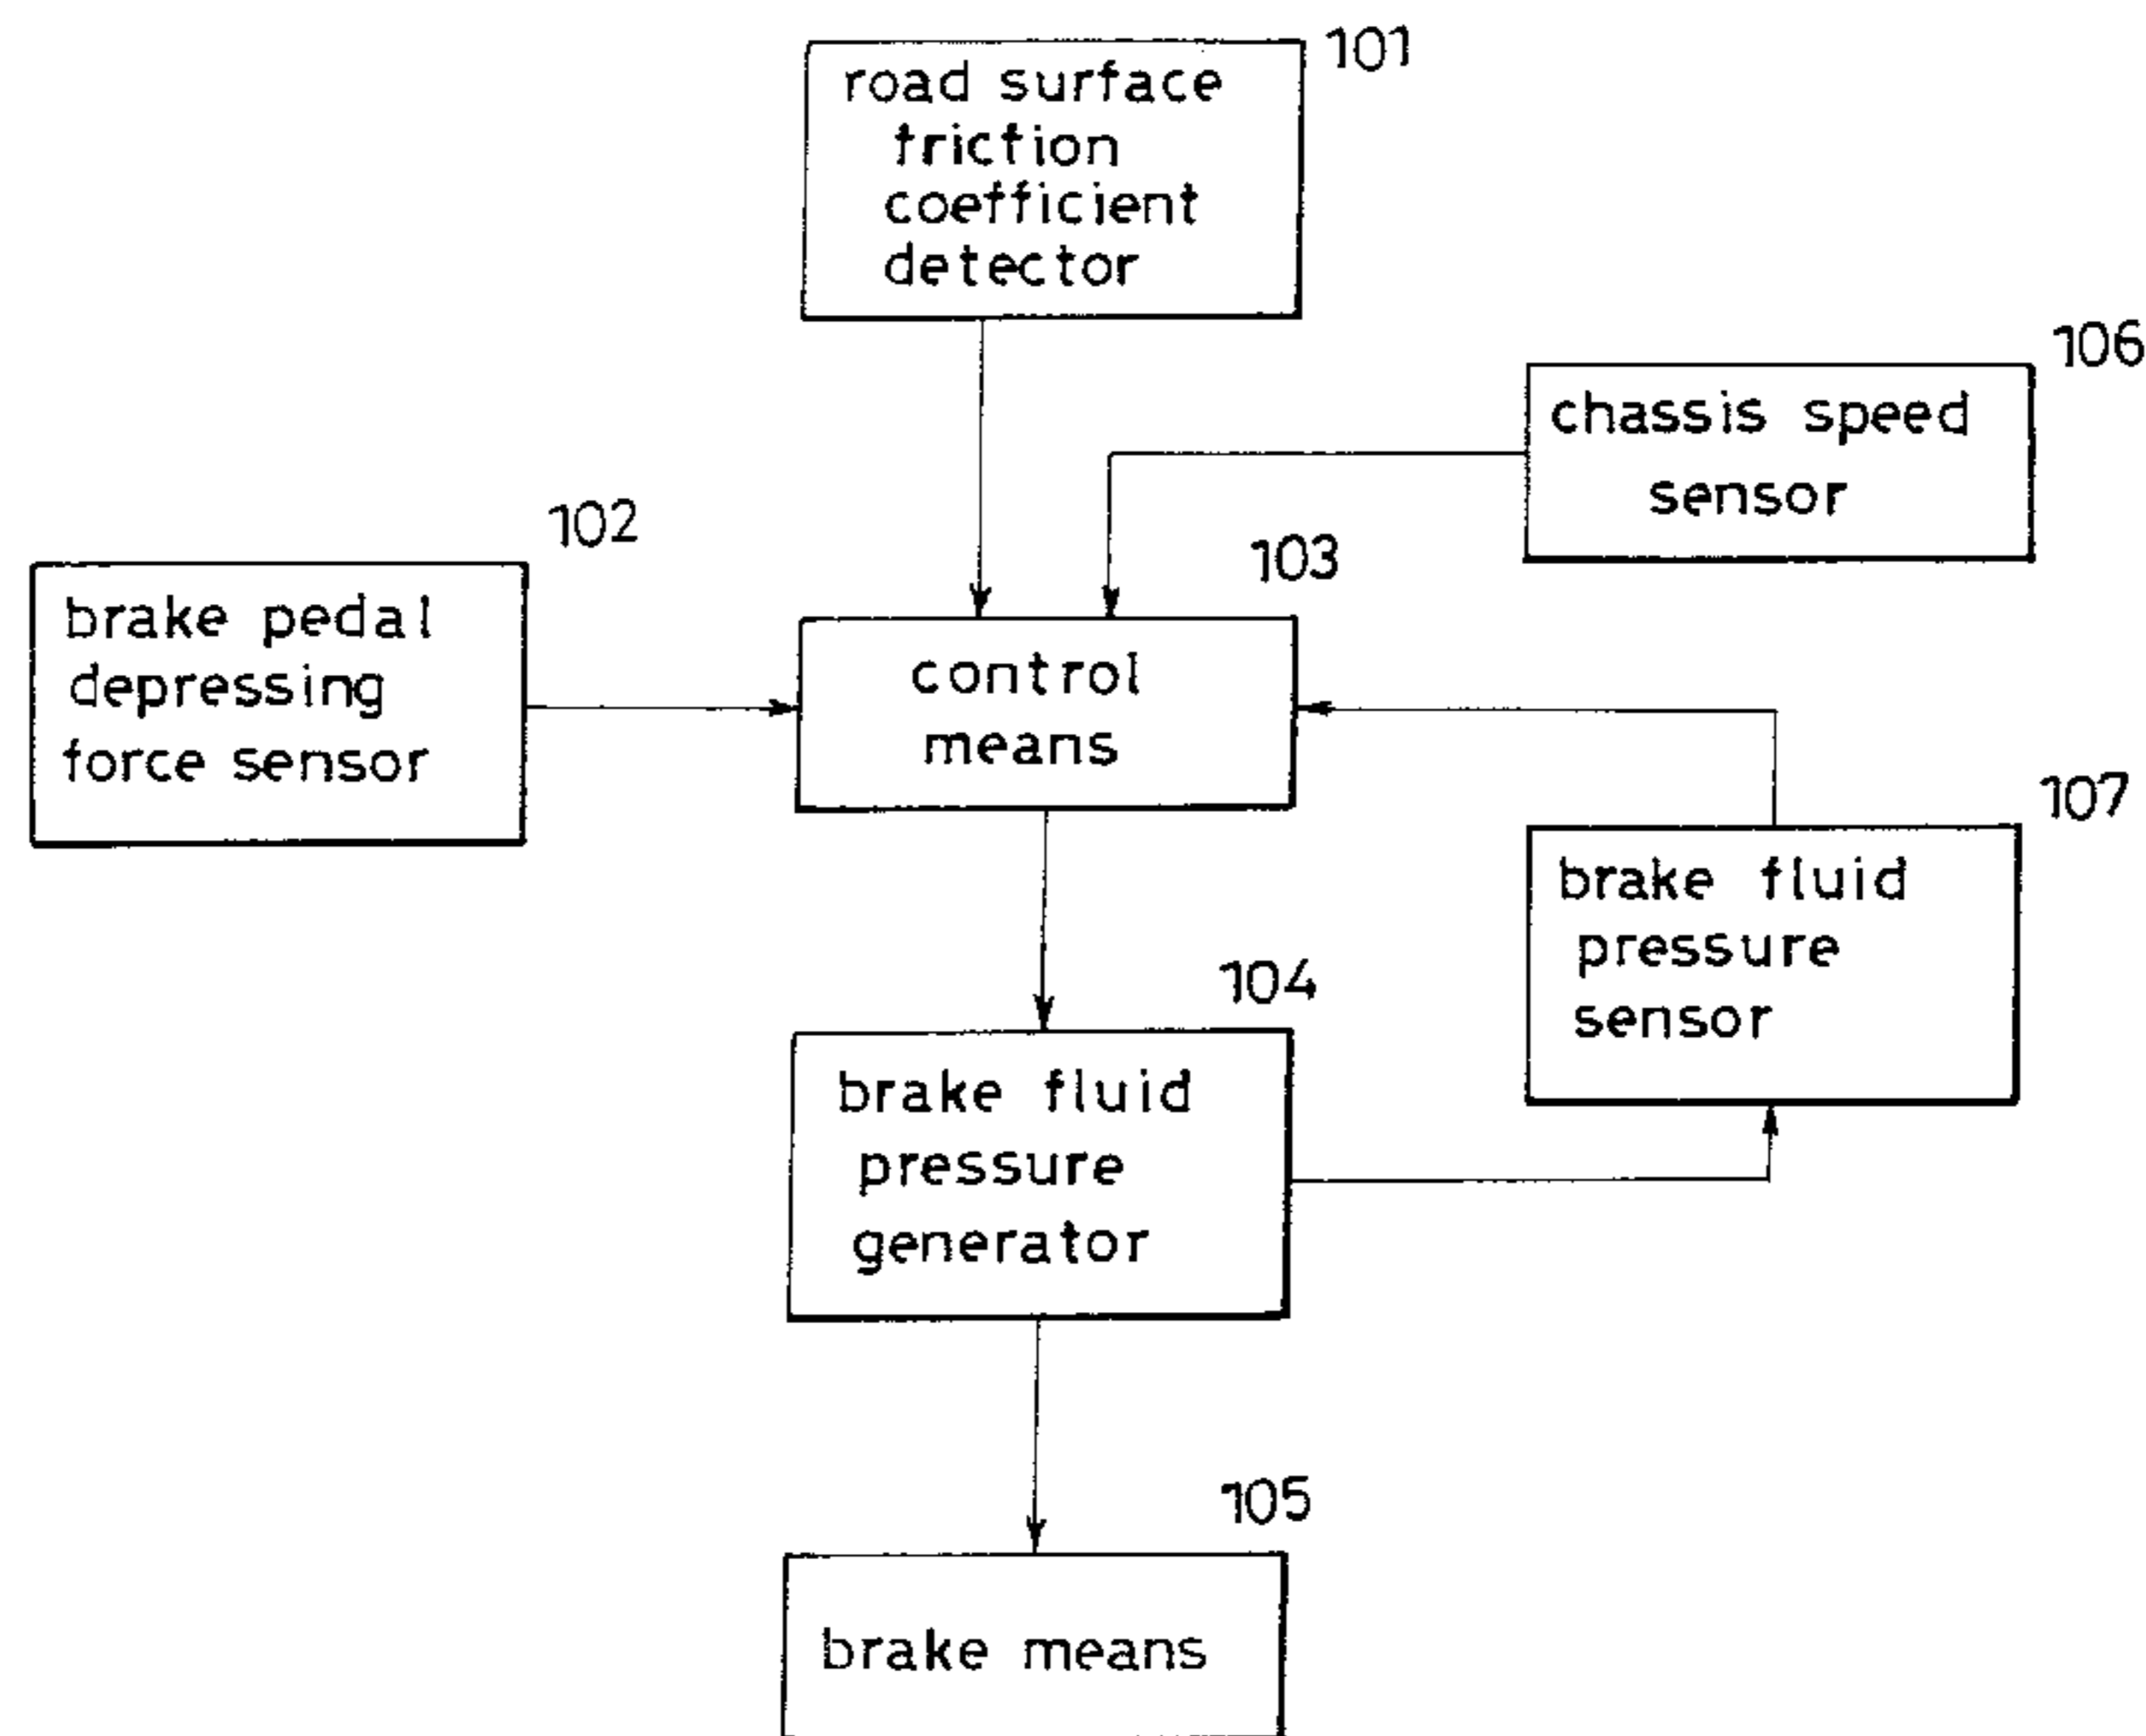 101
road surface
friction
coefficient
detector
106
chassis speed
sensor
102
brake pedal
depressing
force sensor
103
control
means
107
brake fluid
pressure
sensor
104
brake fluid
pressure
generator
105
brake means